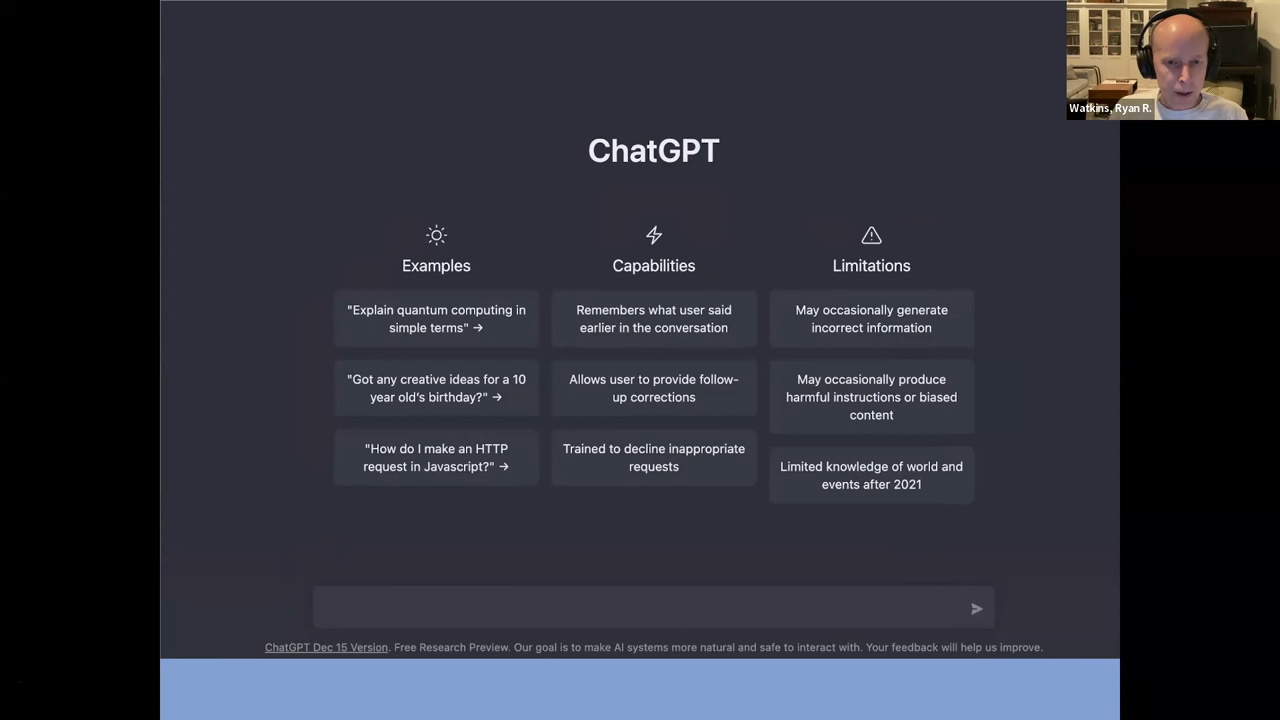 Watkins, Ryan R.
ChatGPT
Examples
"Explain quantum computing in
simple terms" →
"Got any creative ideas for a 10
year old's birthday?" →
"How do I make an HTTP
request in Javascript?" →
Capabilities
Remembers what user said
earlier in the conversation
Allows user to provide follow-
up corrections
Trained to decline inappropriate
requests
Limitations
May occasionally generate
incorrect information
May occasionally produce
harmful instructions or biased
content
Limited knowledge of world and
events after 2021
ChatGPT Dec 15 Version. Free Research Preview. Our goal is to make AI systems more natural and safe to interact with. Your feedback will help us improve.